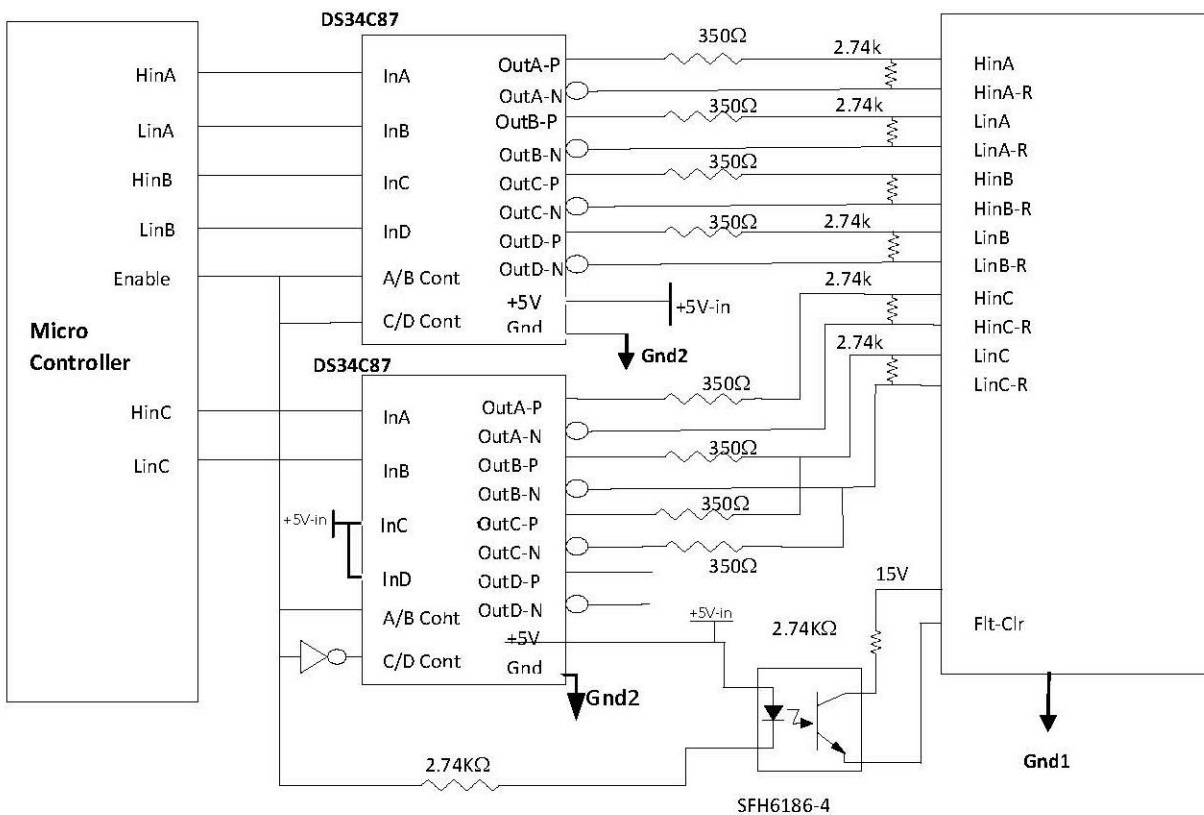 DS34C87
HinA
LinA
HinB
LinB
Enable
Micro
Controller
HinC
LinC
InA
InB
InC
InD
A/B Cont
C/D Cont
OutA-P
OutA-N
OutB-P
OutB-N
OutC-P
OutC-N
OutD-P
OutD-N
+5V
Gnd
+5V-in
Gnd2
350Ω
350Ω
350Ω
350Ω
2.74k
2.74k
2.74k
2.74k
2.74k
2.74k
HinA
HinA-R
LinA
LinA-R
HinB
HinB-R
LinB
LinB-R
HinC
HinC-R
LinC
LinC-R
DS34C87
InA
InB
+5V-in
InC
InD
A/B Coht
C/D Cont
OutA-P
OutA-N
OutB-P
OutB-N
OutC-P
OutC-N
OutD-P
OutD-N
+5V
Gnd
Gnd2
350Ω
350Ω
350Ω
350Ω
+5V-in
2.74KΩ
15V
Flt-Clr
Gnd1
2.74KΩ
SFH6186-4